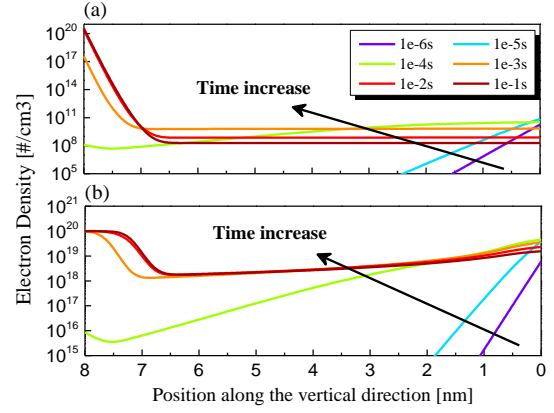 (a)
10^20
10^17
10^14
10^11
10^8
10^5
1e-6s 1e-5s
1e-4s 1e-3s
1e-2s 1e-1s
Time increase
Electron Density [#/cm3]
(b)
10^21
10^20
10^19
10^18
10^17
10^16
10^15
Time increase
8 7 6 5 4 3 2 1 0
Position along the vertical direction [nm]